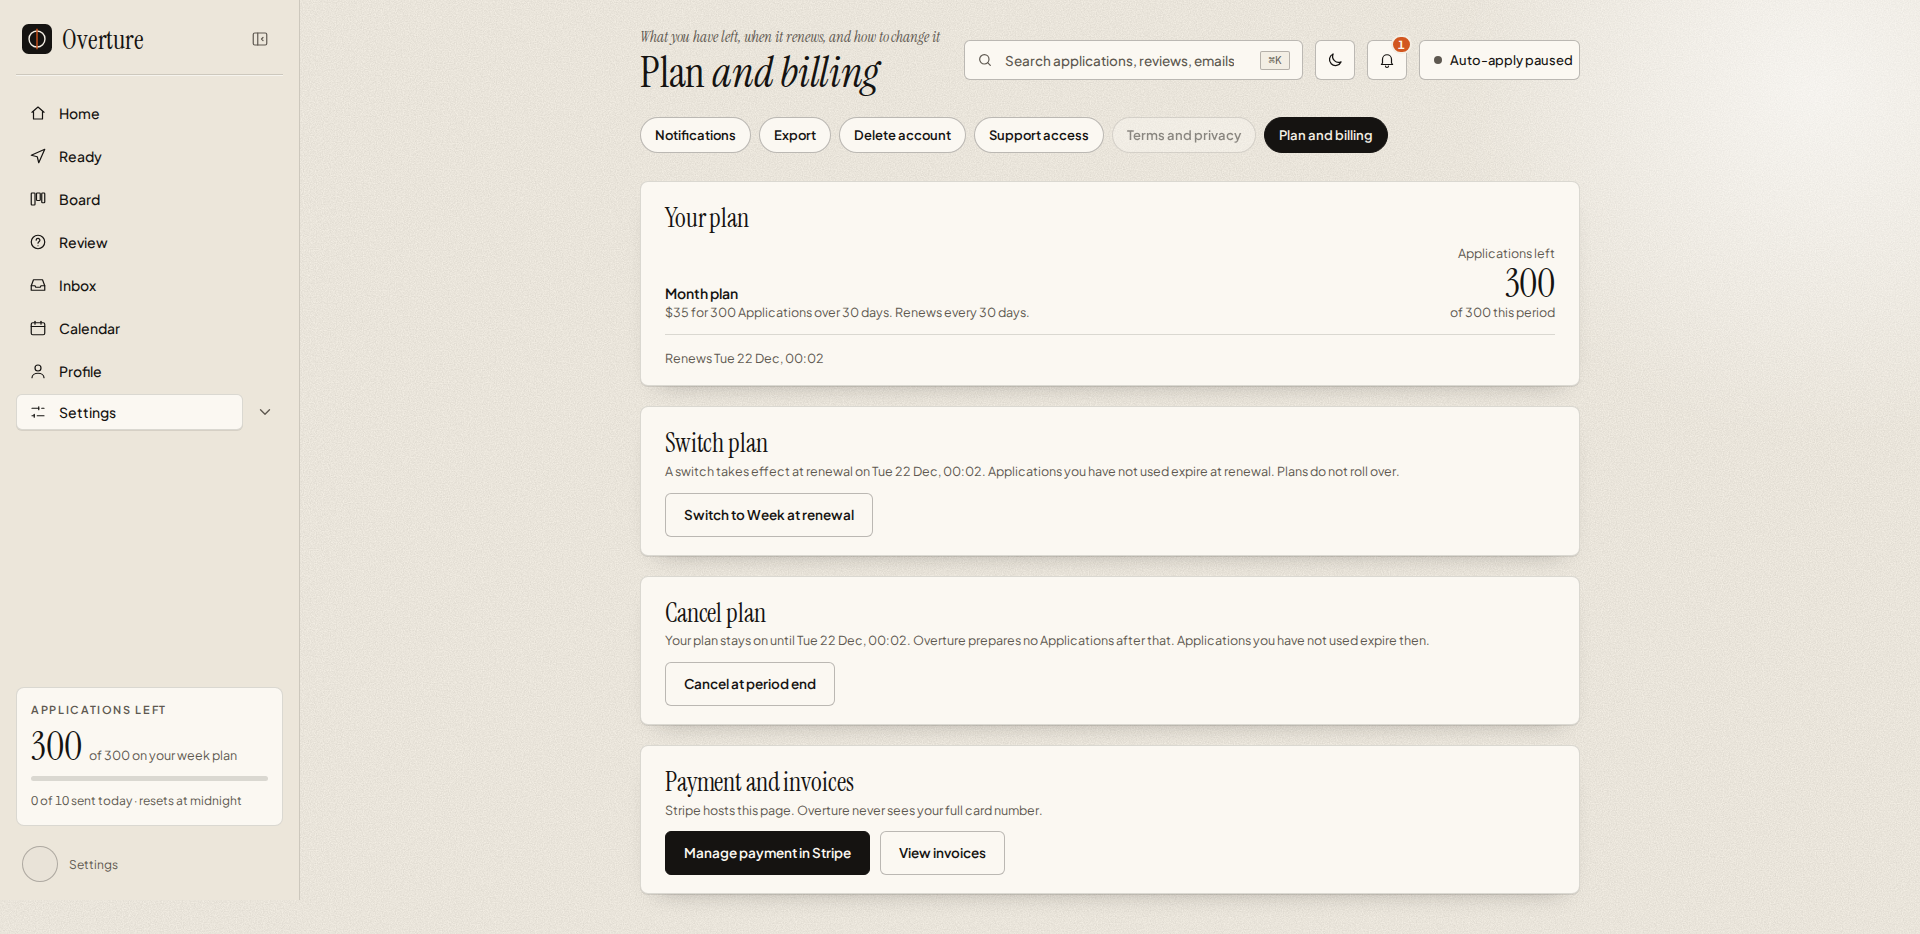 Overture
Home
Ready
Board
Review
Inbox
Calendar
Profile
Settings
APPLICATIONS LEFT
300 of 300 on your week plan
0 of 10 sent today · resets at midnight
Settings
What you have left, when it renews, and how to change it
Plan and billing
Search applications, reviews, emails ⌘K
1
Auto-apply paused
Notifications
Export
Delete account
Support access
Terms and privacy
Plan and billing
Your plan
Applications left
300
of 300 this period
Month plan
$35 for 300 Applications over 30 days. Renews every 30 days.
Renews Tue 22 Dec, 00:02
Switch plan
A switch takes effect at renewal on Tue 22 Dec, 00:02. Applications you have not used expire at renewal. Plans do not roll over.
Switch to Week at renewal
Cancel plan
Your plan stays on until Tue 22 Dec, 00:02. Overture prepares no Applications after that. Applications you have not used expire then.
Cancel at period end
Payment and invoices
Stripe hosts this page. Overture never sees your full card number.
Manage payment in Stripe
View invoices